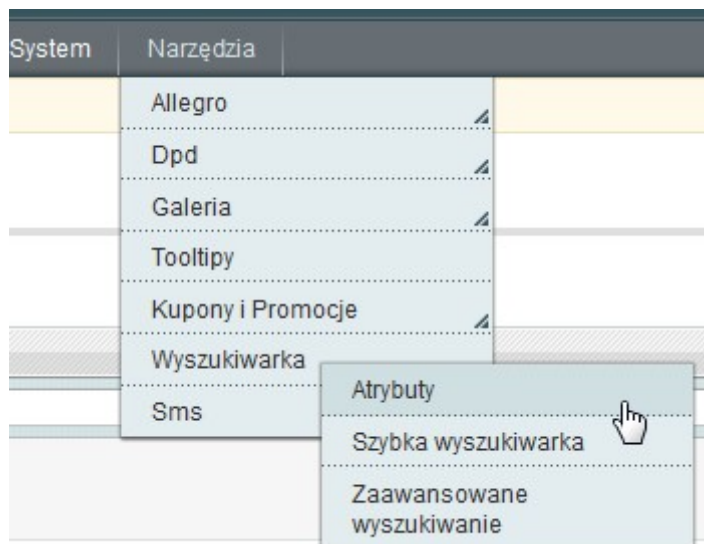 System
Narzędzia
Allegro
Dpd
Galeria
Tooltipy
Kupony i Promocje
Wyszukiwarka
Sms
Atrybuty
Szybka wyszukiwarka
Zaawansowane
wyszukiwanie